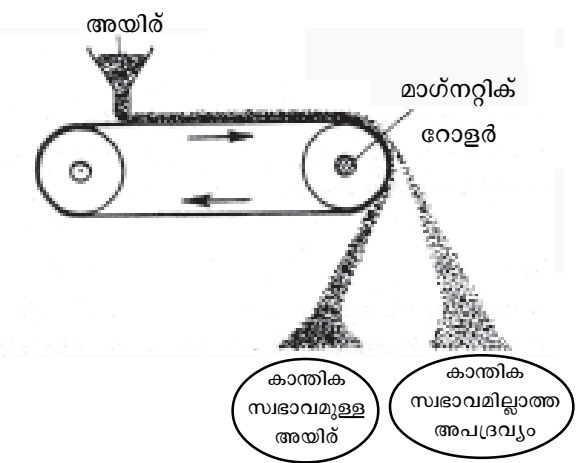 അയിര്
മാഗ്നറ്റിക്
റോളർ
കാന്തിക
സ്വഭാവമുള്ള
അയിര്
കാന്തിക
സ്വഭാവമില്ലാത്ത
അപദ്രവ്യം